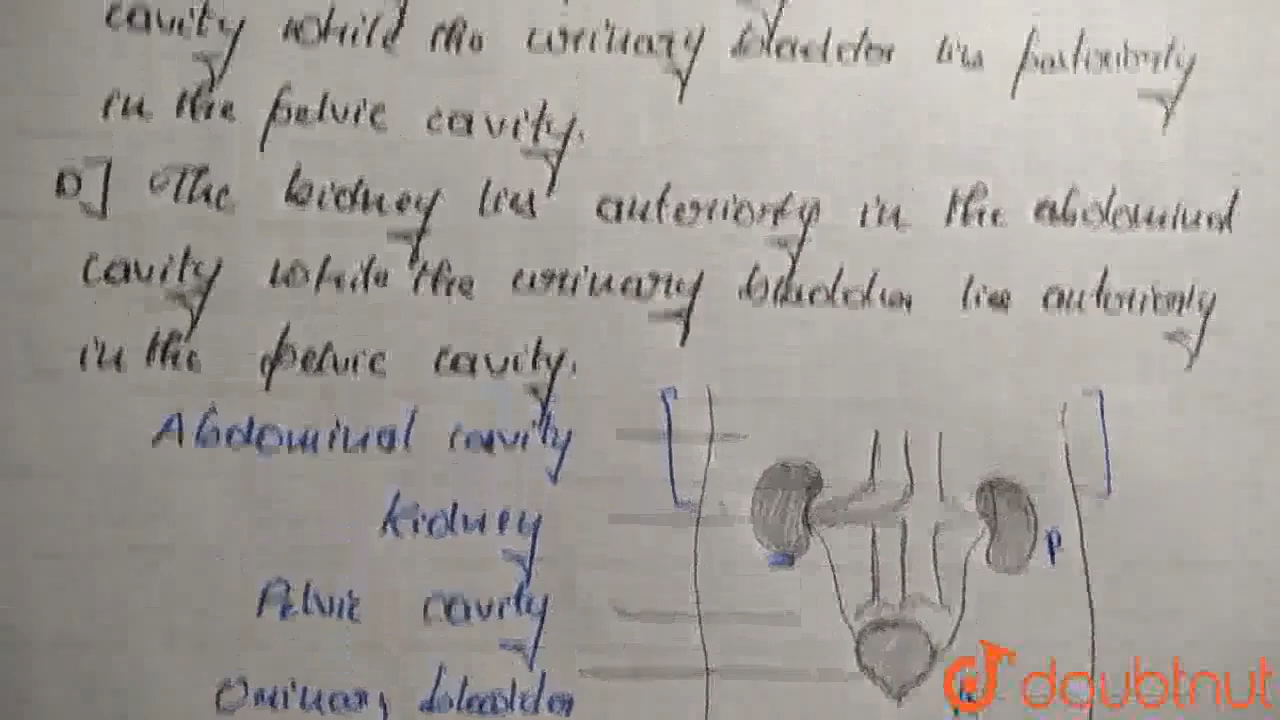 cavity while the urinary bladder lies posteriorly
in the pelvic cavity.
D] The kidney lies anteriorly in the abdominal
cavity while the urinary bladder lies anteriorly
in the pelvic cavity.
Abdominal cavity
kidney
Pelvic cavity
Urinary bladder
P
doubtnut